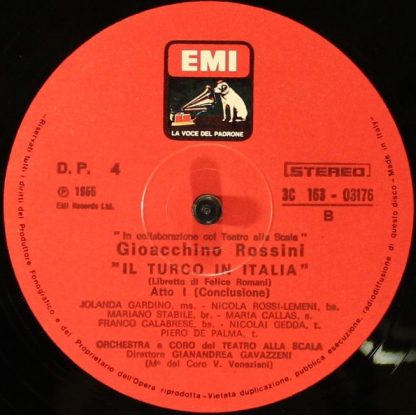 EMI
LA VOCE DEL PADRONE
D.P. 4
STEREO
℗ 1955
EMI Records Ltd.
3C 163 - 03176
B
"In collaborazione col Teatro alla Scala"
Gioacchino Rossini
"IL TURCO IN ITALIA"
(Libretto di Felice Romani)
Atto I (Conclusione)
JOLANDA GARDINO, ms. - NICOLA ROSSI-LEMENI, bs.
MARIANO STABILE, br. - MARIA CALLAS, s.
FRANCO CALABRESE, bs. - NICOLAI GEDDA, t.
PIERO DE PALMA, t.
ORCHESTRA e CORO del TEATRO ALLA SCALA
Direttore GIANANDREA GAVAZZENI
(M° del Coro V. Veneziani)
-Riservati tutti i diritti del Produttore Fonografico e del Proprietario dell'Opera riprodotta - Vietata duplicazione, pubblica esecuzione, radiodiffusione di questo disco - Made in Italy-